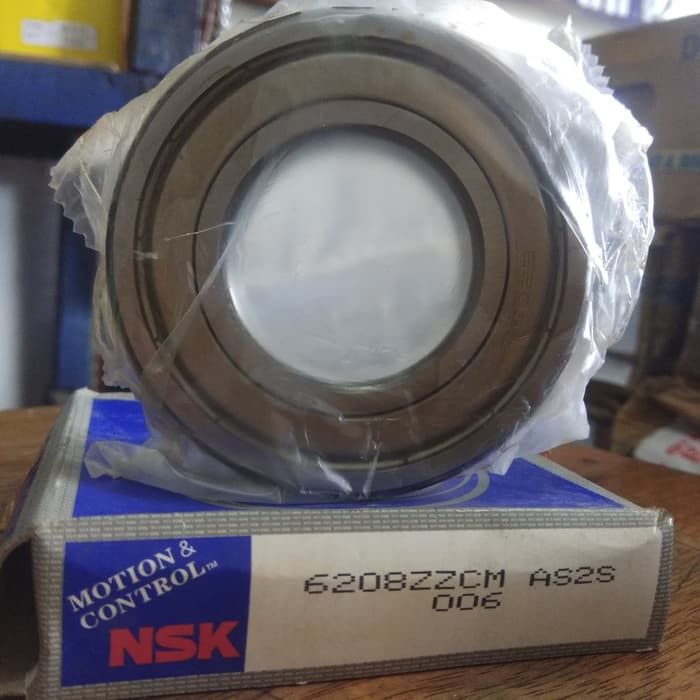 MOTION &
CONTROL™
NSK
6208ZZCM AS2S
006